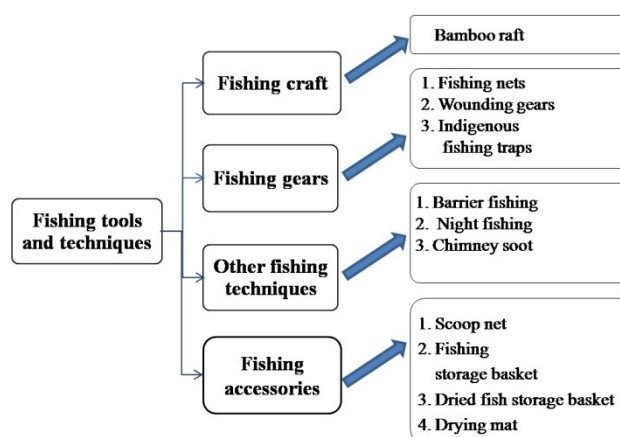 Fishing tools
and techniques
Fishing craft
Bamboo raft
Fishing gears
1. Fishing nets
2. Wounding gears
3. Indigenous
fishing traps
Other fishing
techniques
1. Barrier fishing
2. Night fishing
3. Chimney soot
Fishing
accessories
1. Scoop net
2. Fishing
storage basket
3. Dried fish storage basket
4. Drying mat